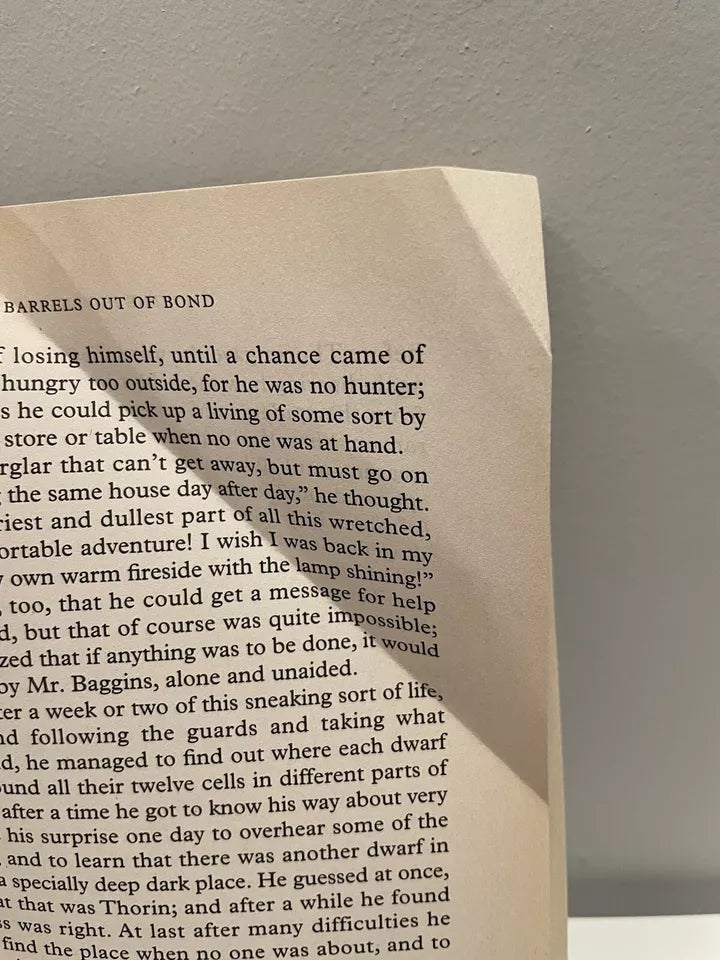 BARRELS OUT OF BOND
f losing himself, until a chance came of
hungry too outside, for he was no hunter;
s he could pick up a living of some sort by
store or table when no one was at hand.
rglar that can’t get away, but must go on
the same house day after day,” he thought.
riest and dullest part of all this wretched,
ortable adventure! I wish I was back in my
own warm fireside with the lamp shining!”
, too, that he could get a message for help
d, but that of course was quite impossible;
zed that if anything was to be done, it would
by Mr. Baggins, alone and unaided.
ter a week or two of this sneaking sort of life,
nd following the guards and taking what
d, he managed to find out where each dwarf
ound all their twelve cells in different parts of
after a time he got to know his way about very
his surprise one day to overhear some of the
, and to learn that there was another dwarf in
a specially deep dark place. He guessed at once,
at that was Thorin; and after a while he found
ss was right. At last after many difficulties he
find the place when no one was about, and to